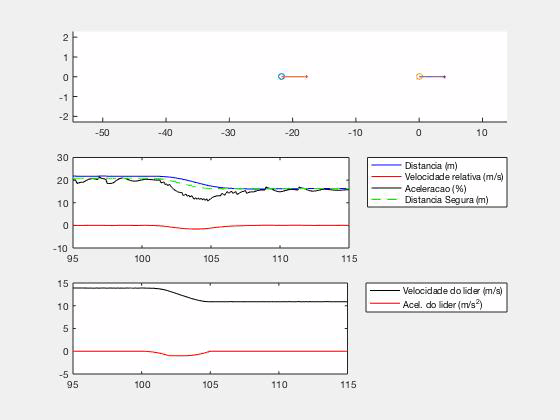 2
1
0
-1
-2
-50 -40 -30 -20 -10 0 10
30
20
10
0
-10
95 100 105 110 115
Distancia (m)
Velocidade relativa (m/s)
Aceleracao (%)
Distancia Segura (m)
15
10
5
0
-5
95 100 105 110 115
Velocidade do lider (m/s)
Acel. do lider (m/s²)